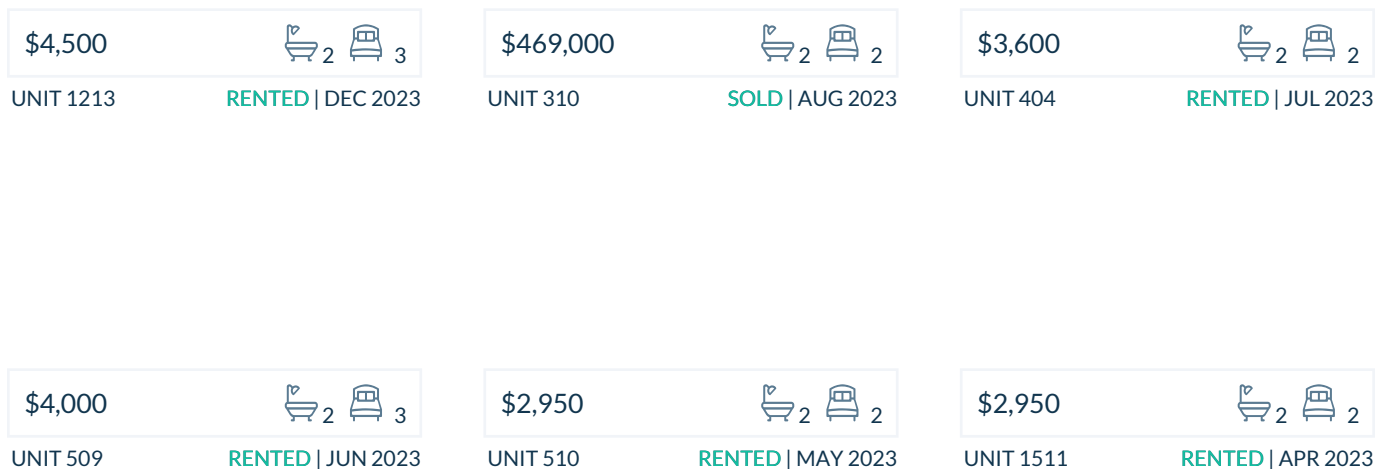 $4,500 2 3
UNIT 1213 RENTED | DEC 2023
$469,000 2 2
UNIT 310 SOLD | AUG 2023
$3,600 2 2
UNIT 404 RENTED | JUL 2023
$4,000 2 3
UNIT 509 RENTED | JUN 2023
$2,950 2 2
UNIT 510 RENTED | MAY 2023
$2,950 2 2
UNIT 1511 RENTED | APR 2023